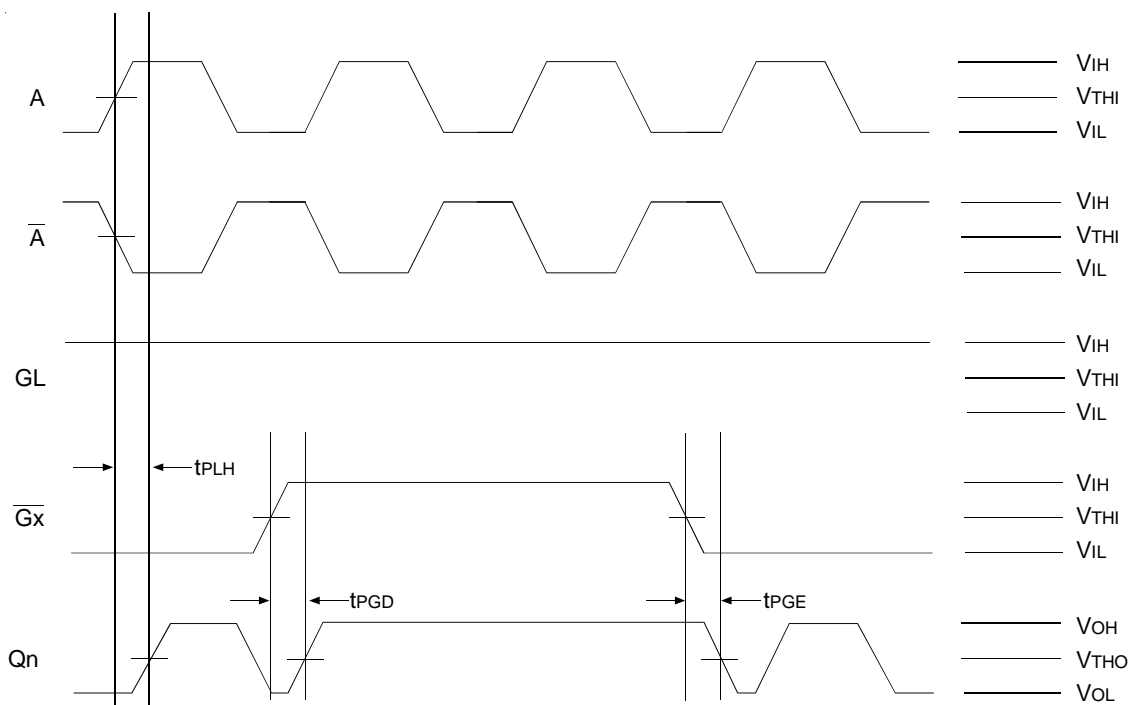 A
VIH
VTHI
VIL
A
VIH
VTHI
VIL
GL
VIH
VTHI
VIL
tPLH
Gx
VIH
VTHI
VIL
tPGD
tPGE
Qn
VOH
VTHO
VOL